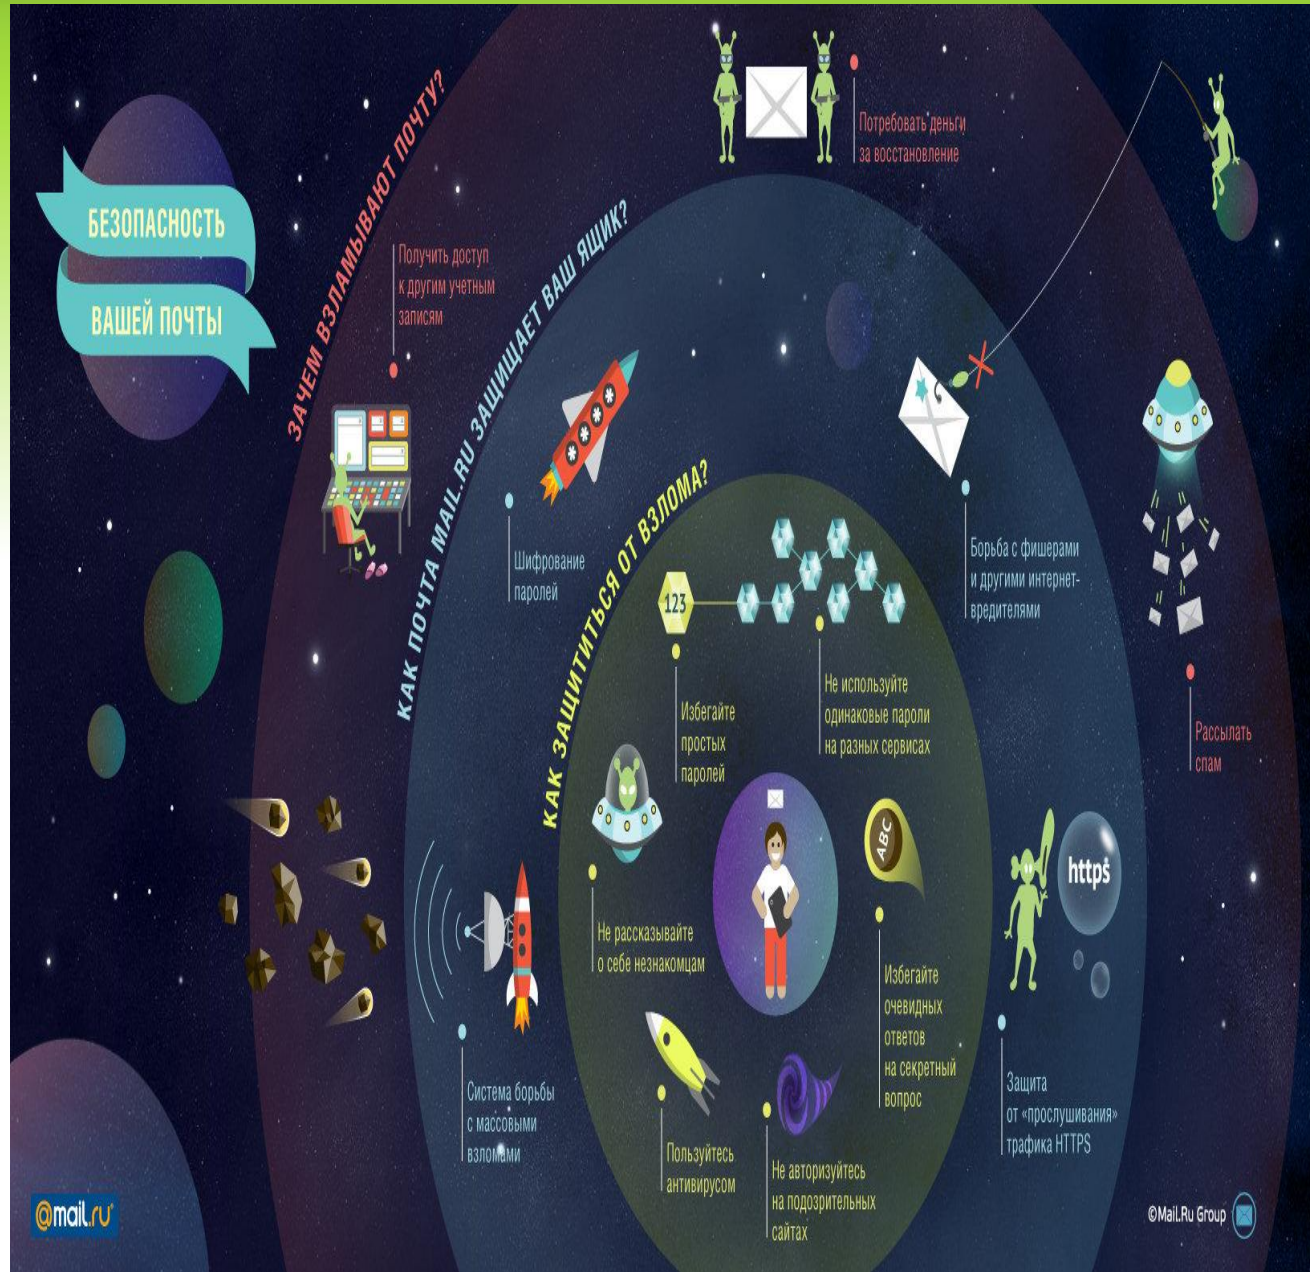 БЕЗОПАСНОСТЬ
ВАШЕЙ ПОЧТЫ
ЗАЧЕМ ВЗЛАМЫВАЮТ ПОЧТУ?
Получить доступ
к другим учетным
записям
Потребовать деньги
за восстановление
Рассылать
спам
КАК ПОЧТА MAIL.RU ЗАЩИЩАЕТ ВАШ ЯЩИК?
Шифрование
паролей
Борьба с фишерами
и другими интернет-
вредителями
Система борьбы
с массовыми
взломами
https
Защита
от «прослушивания»
трафика HTTPS
КАК ЗАЩИТИТЬСЯ ОТ ВЗЛОМА?
123
Избегайте
простых
паролей
Не используйте
одинаковые пароли
на разных сервисах
Не рассказывайте
о себе незнакомцам
ABC
Избегайте
очевидных
ответов
на секретный
вопрос
Пользуйтесь
антивирусом
Не авторизуйтесь
на подозрительных
сайтах
@mail.ru
©Mail.Ru Group